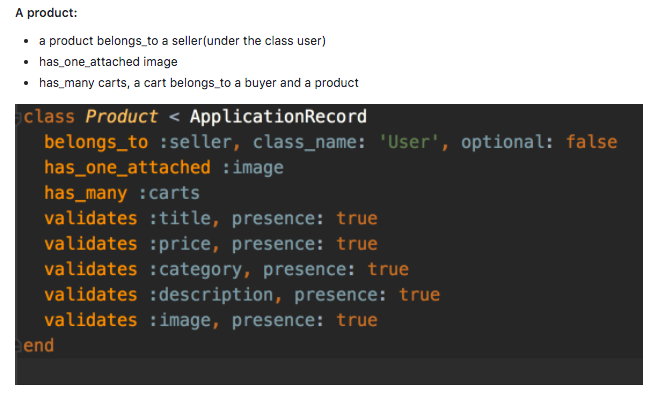 A product:
• a product belongs_to a seller(under the class user)
• has_one_attached image
• has_many carts, a cart belongs_to a buyer and a product
class Product < ApplicationRecord
  belongs_to :seller, class_name: 'User', optional: false
  has_one_attached :image
  has_many :carts
  validates :title, presence: true
  validates :price, presence: true
  validates :category, presence: true
  validates :description, presence: true
  validates :image, presence: true
end